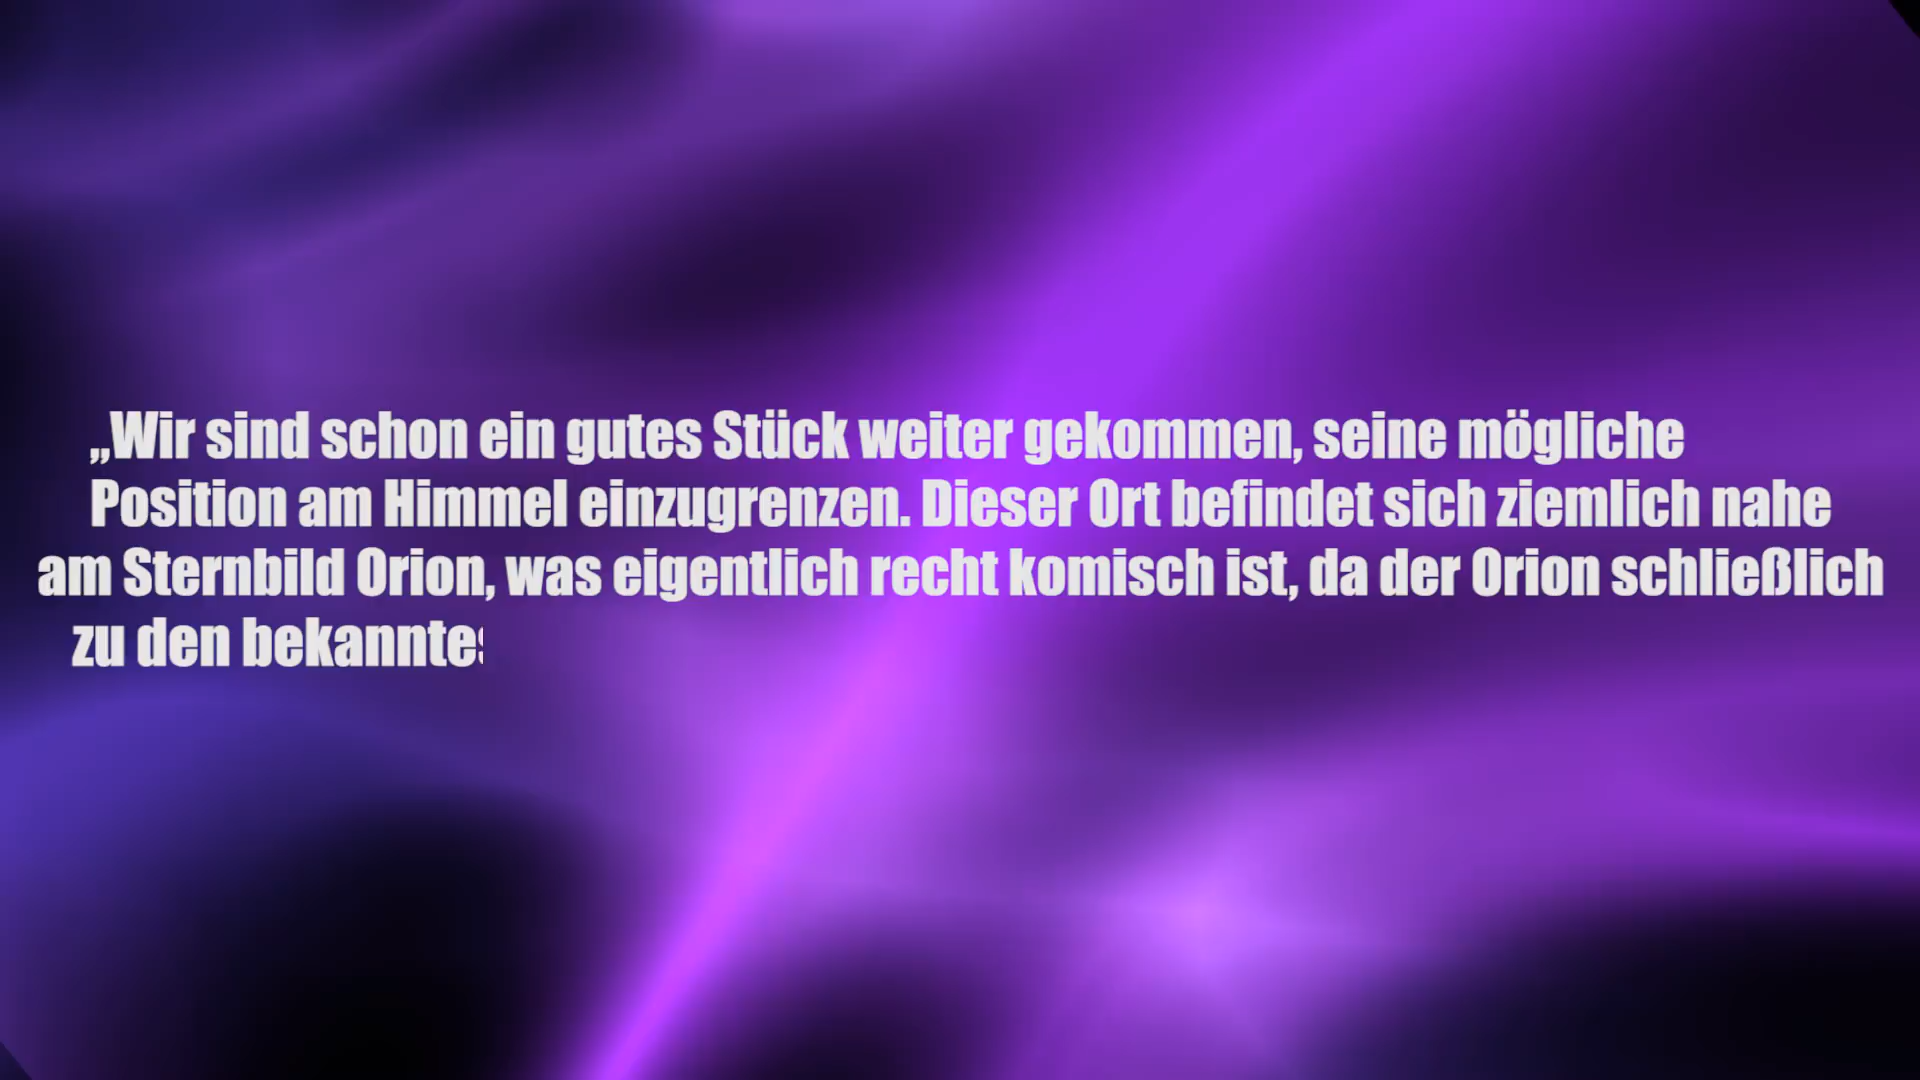 „Wir sind schon ein gutes Stück weiter gekommen, seine mögliche
Position am Himmel einzugrenzen. Dieser Ort befindet sich ziemlich nahe
am Sternbild Orion, was eigentlich recht komisch ist, da der Orion schließlich
zu den bekanntes